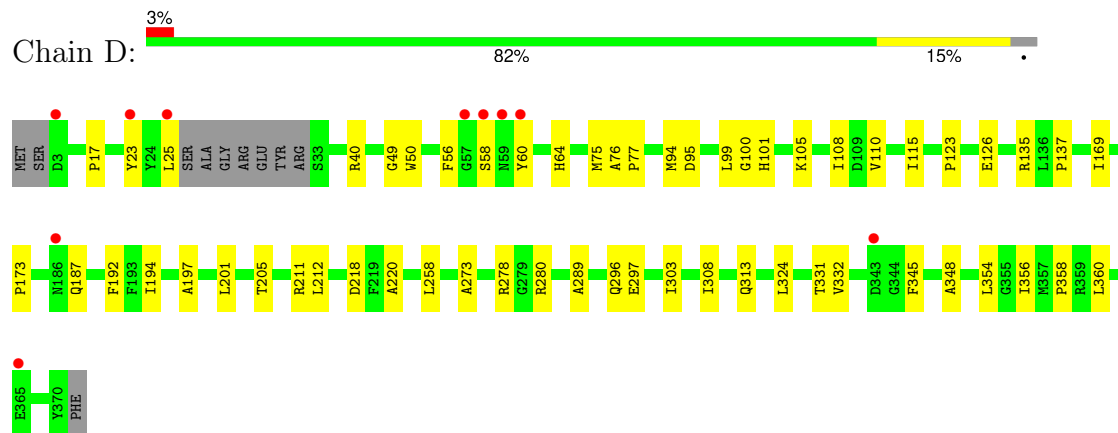 3%
Chain D:
82% 15% •
MET SER D3 P17 Y23 Y24 L25 SER ALA GLY ARG GLU TYR ARG S33 R40 G49 W50 F56 G57 S58 N59 Y60 H64 M75 A76 P77 M94 D95 L99 G100 H101 K105 I108 D109 V110 I115 P123 E126 R135 L136 P137 I169
P173 N186 Q187 F192 F193 I194 A197 L201 T205 R211 L212 D218 F219 A220 L258 A273 R278 G279 R280 A289 Q296 E297 I303 I308 Q313 L324 T331 V332 D343 G344 F345 A348 L354 G355 I356 M357 P358 R359 L360
E365 Y370 PHE